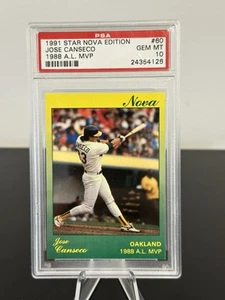 PSA
1991 STAR NOVA EDITION #60
JOSE CANSECO GEM MT
1988 A.L. MVP 10
24354128
Nova
Jose
Canseco
OAKLAND
1988 A.L. MVP